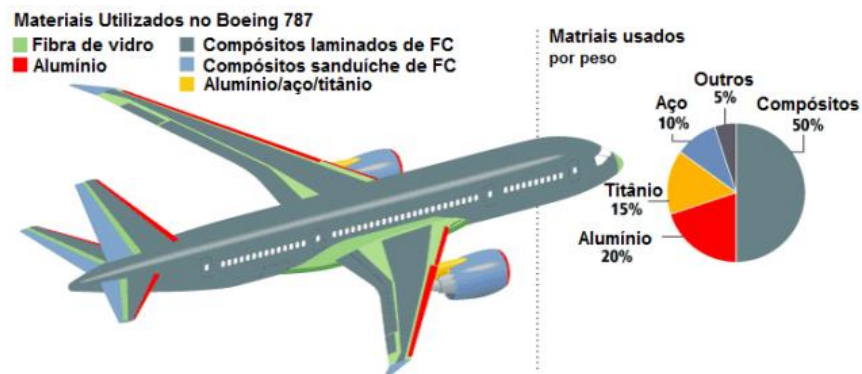 Materiais Utilizados no Boeing 787
Fibra de vidro
Alumínio
Compósitos laminados de FC
Compósitos sanduíche de FC
Alumínio/aço/titânio
Matriais usados
por peso
Outros
5%
Aço
10%
Compósitos
50%
Titânio
15%
Alumínio
20%